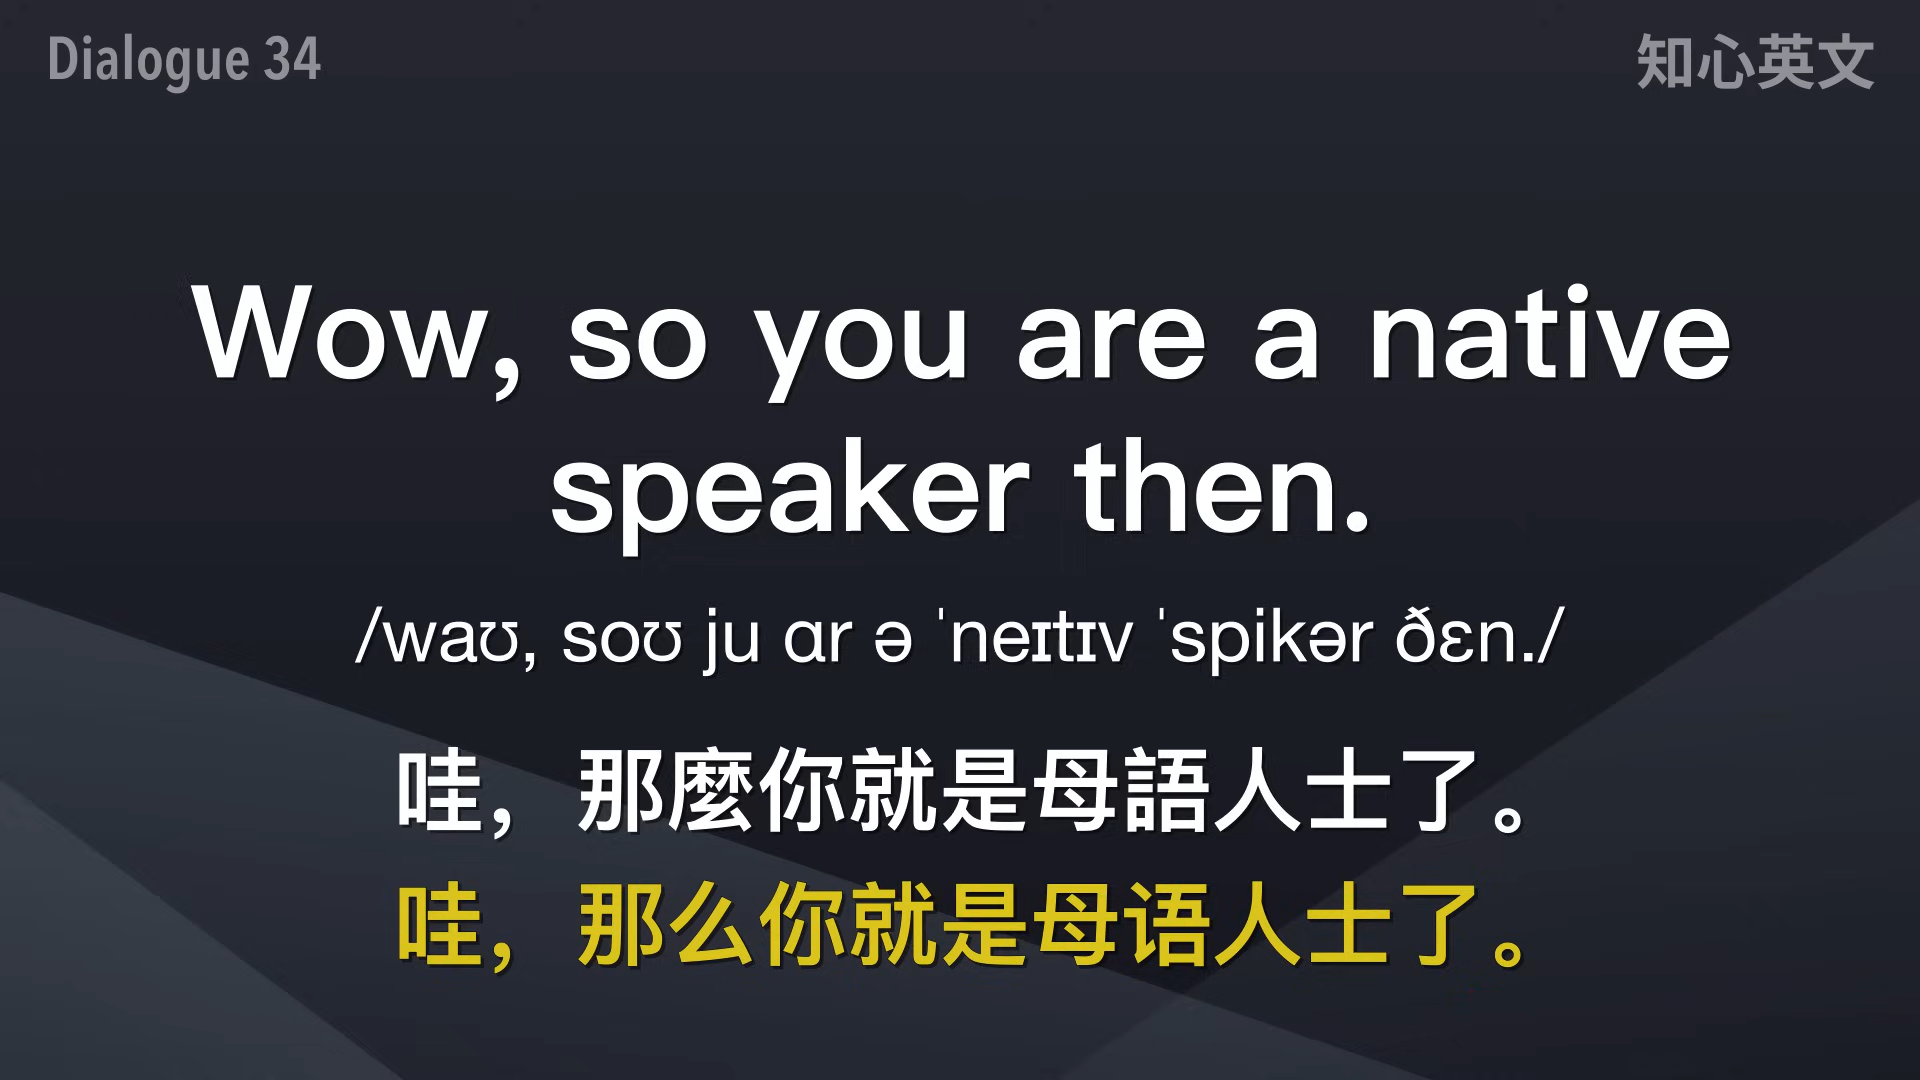 Dialogue 34
知心英文
Wow, so you are a native
speaker then.
/waʊ, soʊ ju ɑr ə ˈneɪtɪv ˈspikər ðɛn./
哇，那麼你就是母語人士了。
哇，那么你就是母语人士了。